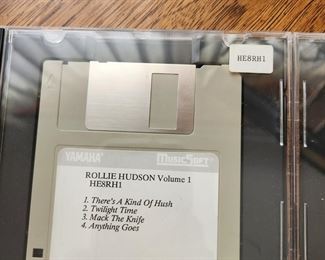 HE8RH1
YAMAHA MUSICSOFT
ROLLIE HUDSON Volume 1
HE8RH1
1. There's A Kind Of Hush
2. Twilight Time
3. Mack The Knife
4. Anything Goes